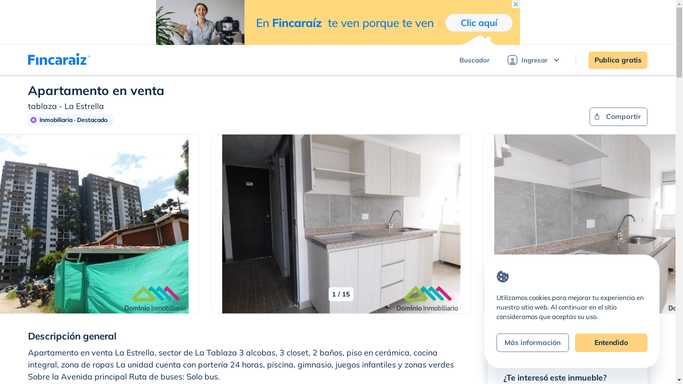 En Fincaraíz te ven porque te ven
Clic aquí
Fincaraíz
Buscador
Ingresar
Publica gratis
Apartamento en venta
tablaza - La Estrella
Inmobiliaria · Destacado
Compartir
Dominio Inmobiliario
1 / 15
Dominio Inmobiliario
Dominio
Utilizamos cookies para mejorar tu experiencia en
nuestro sitio web. Al continuar en el sitio
consideramos que aceptas su uso.
Más información
Entendido
Descripción general
Apartamento en venta La Estrella, sector de La Tablaza 3 alcobas, 3 closet, 2 baños, piso en cerámica, cocina
integral, zona de ropas La unidad cuenta con portería 24 horas, piscina, gimnasio, juegos infantiles y zonas verdes
Sobre la Avenida principal Ruta de buses: Solo bus.
¿Te interesó este inmueble?